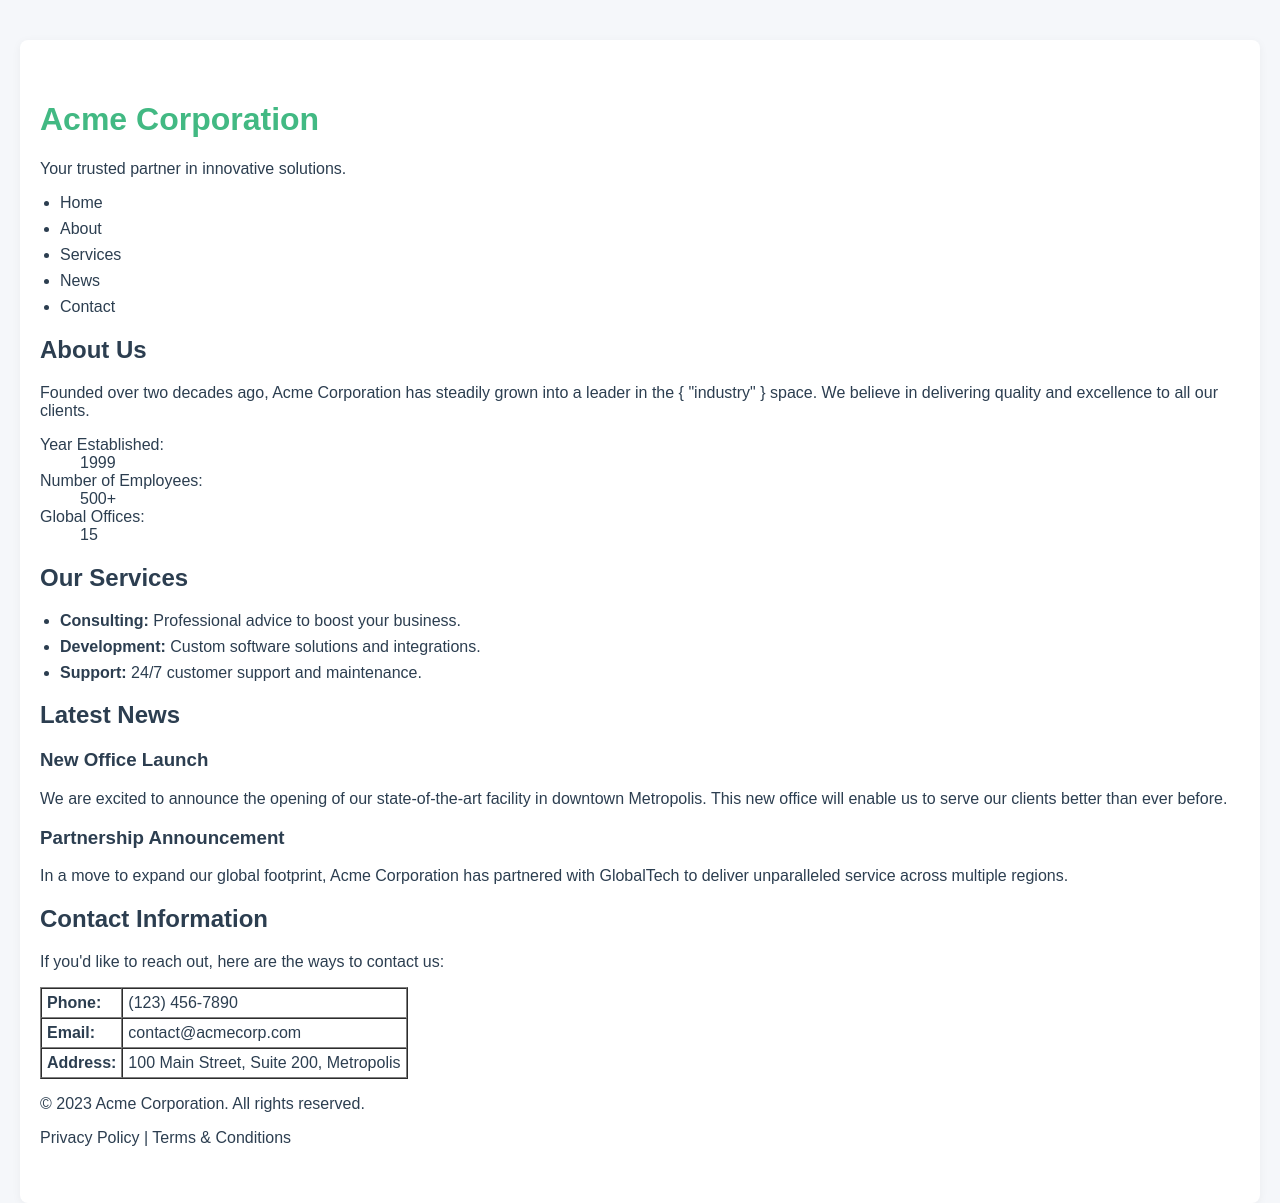 Acme Corporation
Your trusted partner in innovative solutions.
Home
About
Services
News
Contact
About Us
Founded over two decades ago, Acme Corporation has steadily grown into a leader in the { "industry" } space. We believe in delivering quality and excellence to all our
clients.
Year Established:
1999
Number of Employees:
500+
Global Offices:
15
Our Services
Consulting: Professional advice to boost your business.
Development: Custom software solutions and integrations.
Support: 24/7 customer support and maintenance.
Latest News
New Office Launch
We are excited to announce the opening of our state-of-the-art facility in downtown Metropolis. This new office will enable us to serve our clients better than ever before.
Partnership Announcement
In a move to expand our global footprint, Acme Corporation has partnered with GlobalTech to deliver unparalleled service across multiple regions.
Contact Information
If you'd like to reach out, here are the ways to contact us:
Phone: (123) 456-7890
Email: contact@acmecorp.com
Address: 100 Main Street, Suite 200, Metropolis
© 2023 Acme Corporation. All rights reserved.
Privacy Policy | Terms & Conditions